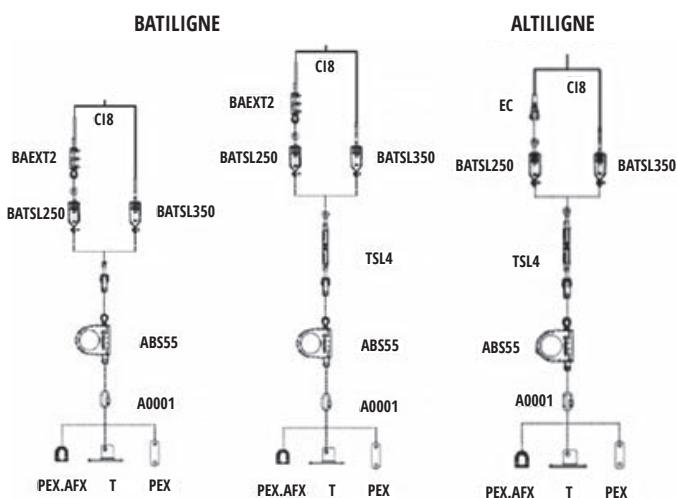 BATILIGNE
ALTILIGNE
CI8
BAEXT2
BATSL250
BATSL350
ABS55
A0001
PEX.AFX T PEX
CI8
BAEXT2
BATSL250
BATSL350
TSL4
ABS55
A0001
PEX.AFX T PEX
CI8
EC
BATSL250
BATSL350
TSL4
ABS55
A0001
PEX.AFX T PEX